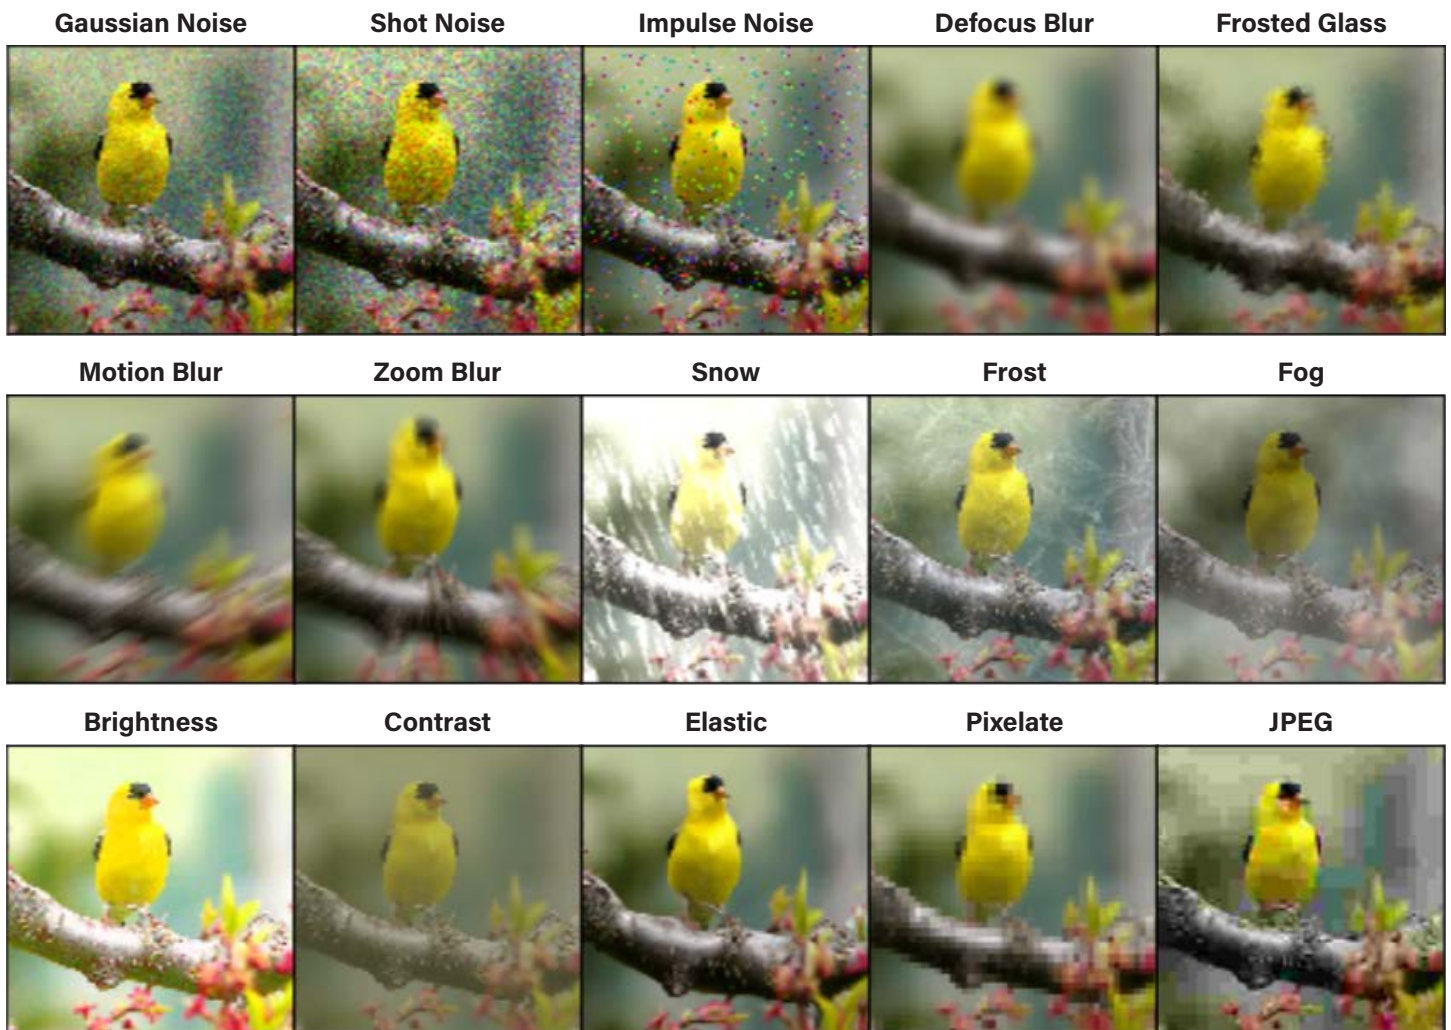 Gaussian Noise Shot Noise Impulse Noise Defocus Blur Frosted Glass
Motion Blur Zoom Blur Snow Frost Fog
Brightness Contrast Elastic Pixelate JPEG